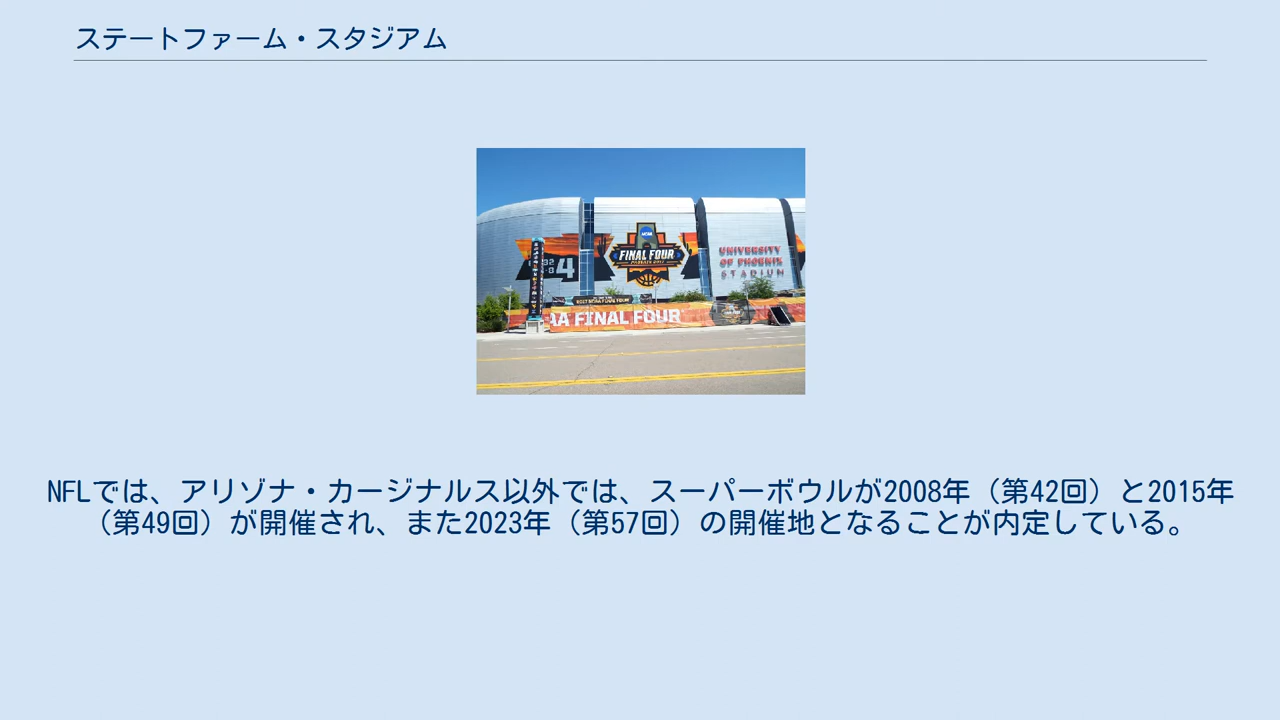 ステートファーム・スタジアム
4
FINAL FOUR
UNIVERSITY
OF PHOENIX
STADIUM
AA FINAL FOUR
NFLでは、アリゾナ・カージナルス以外では、スーパーボウルが2008年（第42回）と2015年
（第49回）が開催され、また2023年（第57回）の開催地となることが内定している。